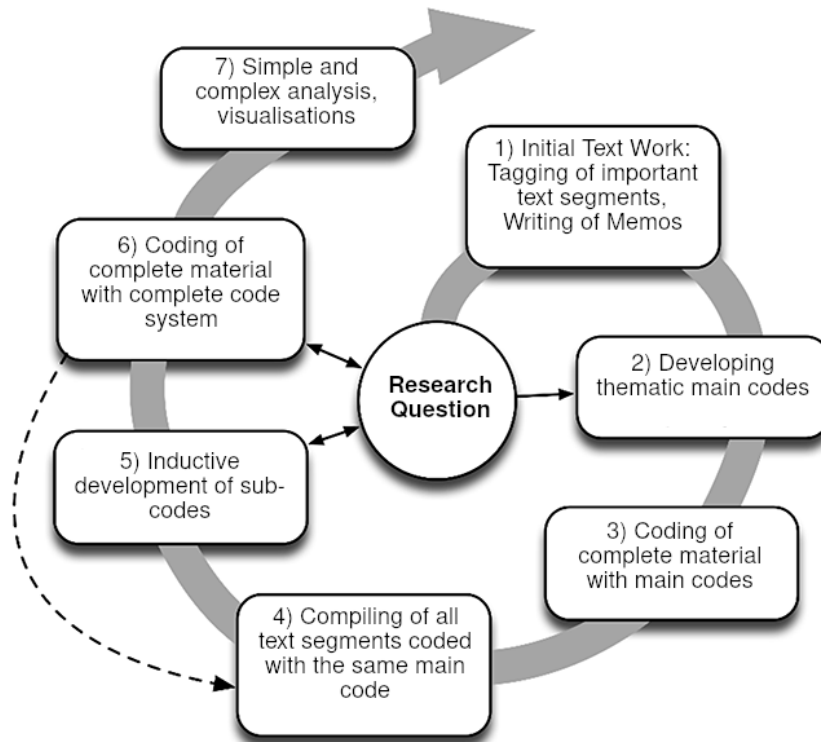 7) Simple and
complex analysis,
visualisations
1) Initial Text Work:
Tagging of important
text segments,
Writing of Memos
6) Coding of
complete material
with complete code
system
Research
Question
2) Developing
thematic main codes
5) Inductive
development of sub-
codes
3) Coding of
complete material
with main codes
4) Compiling of all
text segments coded
with the same main
code